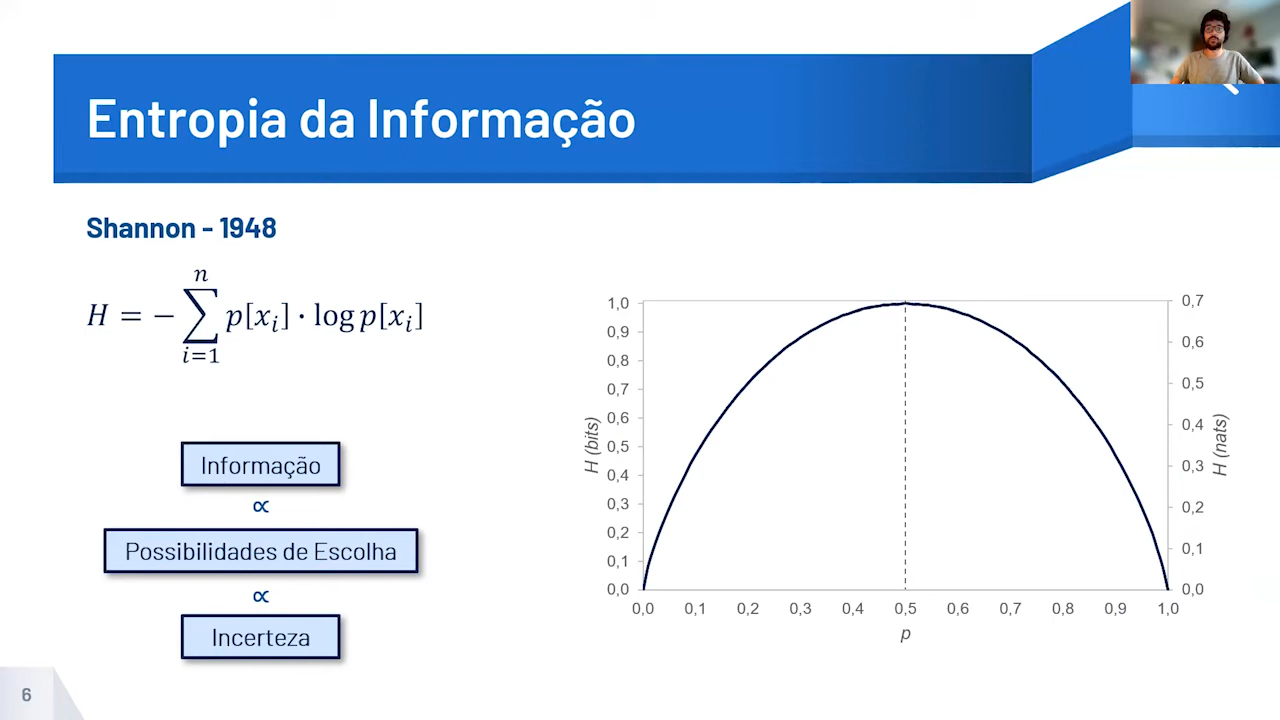 Entropia da Informação
Shannon - 1948
n
H = − ∑ p[xᵢ] · log p[xᵢ]
i=1
Informação
∝
Possibilidades de Escolha
∝
Incerteza
H (bits)
1,0
0,9
0,8
0,7
0,6
0,5
0,4
0,3
0,2
0,1
0,0
0,0 0,1 0,2 0,3 0,4 0,5 0,6 0,7 0,8 0,9 1,0
p
0,7
0,6
0,5
0,4
0,3
0,2
0,1
0,0
H (nats)
6